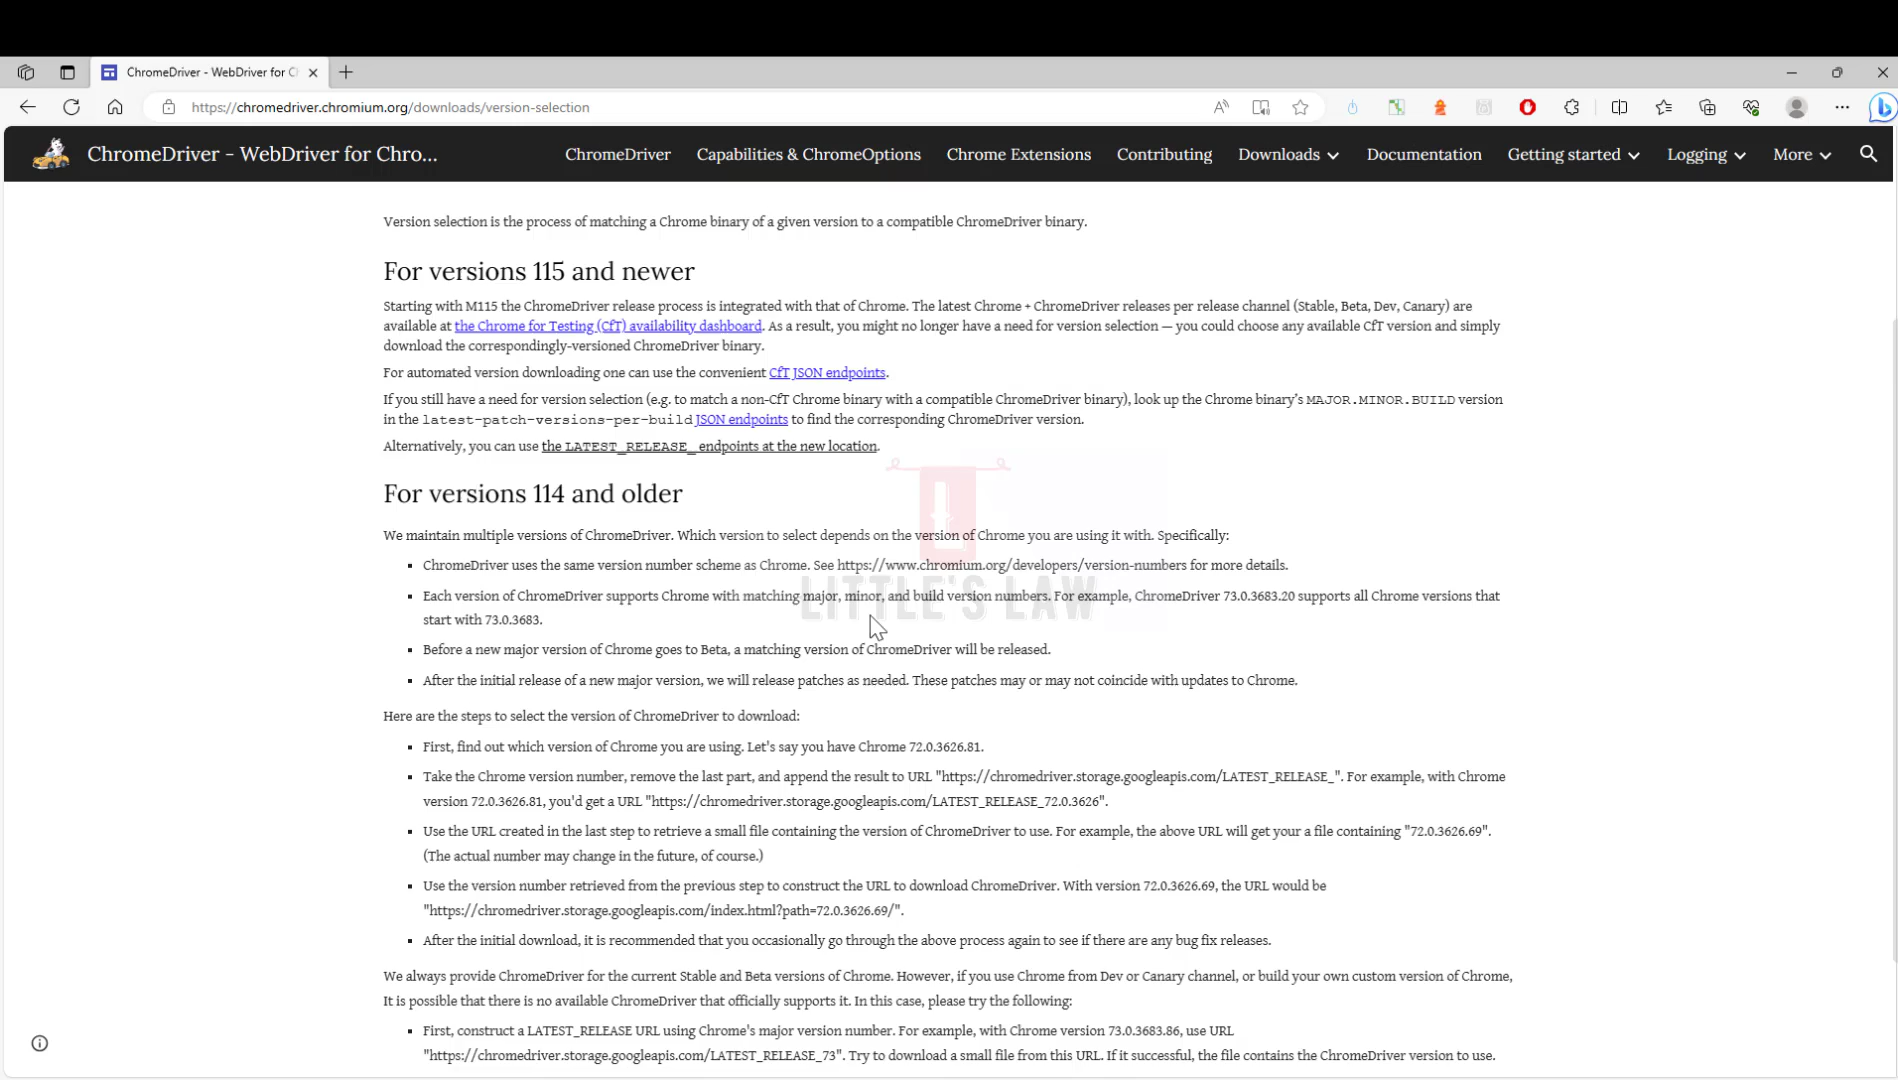 ChromeDriver - WebDriver for Ch
https://chromedriver.chromium.org/downloads/version-selection
ChromeDriver - WebDriver for Chro...
ChromeDriver
Capabilities & ChromeOptions
Chrome Extensions
Contributing
Downloads
Documentation
Getting started
Logging
More
Version selection is the process of matching a Chrome binary of a given version to a compatible ChromeDriver binary.
For versions 115 and newer
Starting with M115 the ChromeDriver release process is integrated with that of Chrome. The latest Chrome + ChromeDriver releases per release channel (Stable, Beta, Dev, Canary) are
available at the Chrome for Testing (CfT) availability dashboard. As a result, you might no longer have a need for version selection — you could choose any available CfT version and simply
download the correspondingly-versioned ChromeDriver binary.
For automated version downloading one can use the convenient CfT JSON endpoints.
If you still have a need for version selection (e.g. to match a non-CfT Chrome binary with a compatible ChromeDriver binary), look up the Chrome binary's MAJOR.MINOR.BUILD version
in the latest-patch-versions-per-build JSON endpoints to find the corresponding ChromeDriver version.
Alternatively, you can use the LATEST_RELEASE_ endpoints at the new location.
For versions 114 and older
We maintain multiple versions of ChromeDriver. Which version to select depends on the version of Chrome you are using it with. Specifically:
ChromeDriver uses the same version number scheme as Chrome. See https://www.chromium.org/developers/version-numbers for more details.
Each version of ChromeDriver supports Chrome with matching major, minor, and build version numbers. For example, ChromeDriver 73.0.3683.20 supports all Chrome versions that
start with 73.0.3683.
LITTLE'S LAW
Before a new major version of Chrome goes to Beta, a matching version of ChromeDriver will be released.
After the initial release of a new major version, we will release patches as needed. These patches may or may not coincide with updates to Chrome.
Here are the steps to select the version of ChromeDriver to download:
First, find out which version of Chrome you are using. Let's say you have Chrome 72.0.3626.81.
Take the Chrome version number, remove the last part, and append the result to URL "https://chromedriver.storage.googleapis.com/LATEST_RELEASE_". For example, with Chrome
version 72.0.3626.81, you'd get a URL "https://chromedriver.storage.googleapis.com/LATEST_RELEASE_72.0.3626".
Use the URL created in the last step to retrieve a small file containing the version of ChromeDriver to use. For example, the above URL will get your a file containing "72.0.3626.69".
(The actual number may change in the future, of course.)
Use the version number retrieved from the previous step to construct the URL to download ChromeDriver. With version 72.0.3626.69, the URL would be
"https://chromedriver.storage.googleapis.com/index.html?path=72.0.3626.69/".
After the initial download, it is recommended that you occasionally go through the above process again to see if there are any bug fix releases.
We always provide ChromeDriver for the current Stable and Beta versions of Chrome. However, if you use Chrome from Dev or Canary channel, or build your own custom version of Chrome,
It is possible that there is no available ChromeDriver that officially supports it. In this case, please try the following:
First, construct a LATEST_RELEASE URL using Chrome's major version number. For example, with Chrome version 73.0.3683.86, use URL
"https://chromedriver.storage.googleapis.com/LATEST_RELEASE_73". Try to download a small file from this URL. If it successful, the file contains the ChromeDriver version to use.